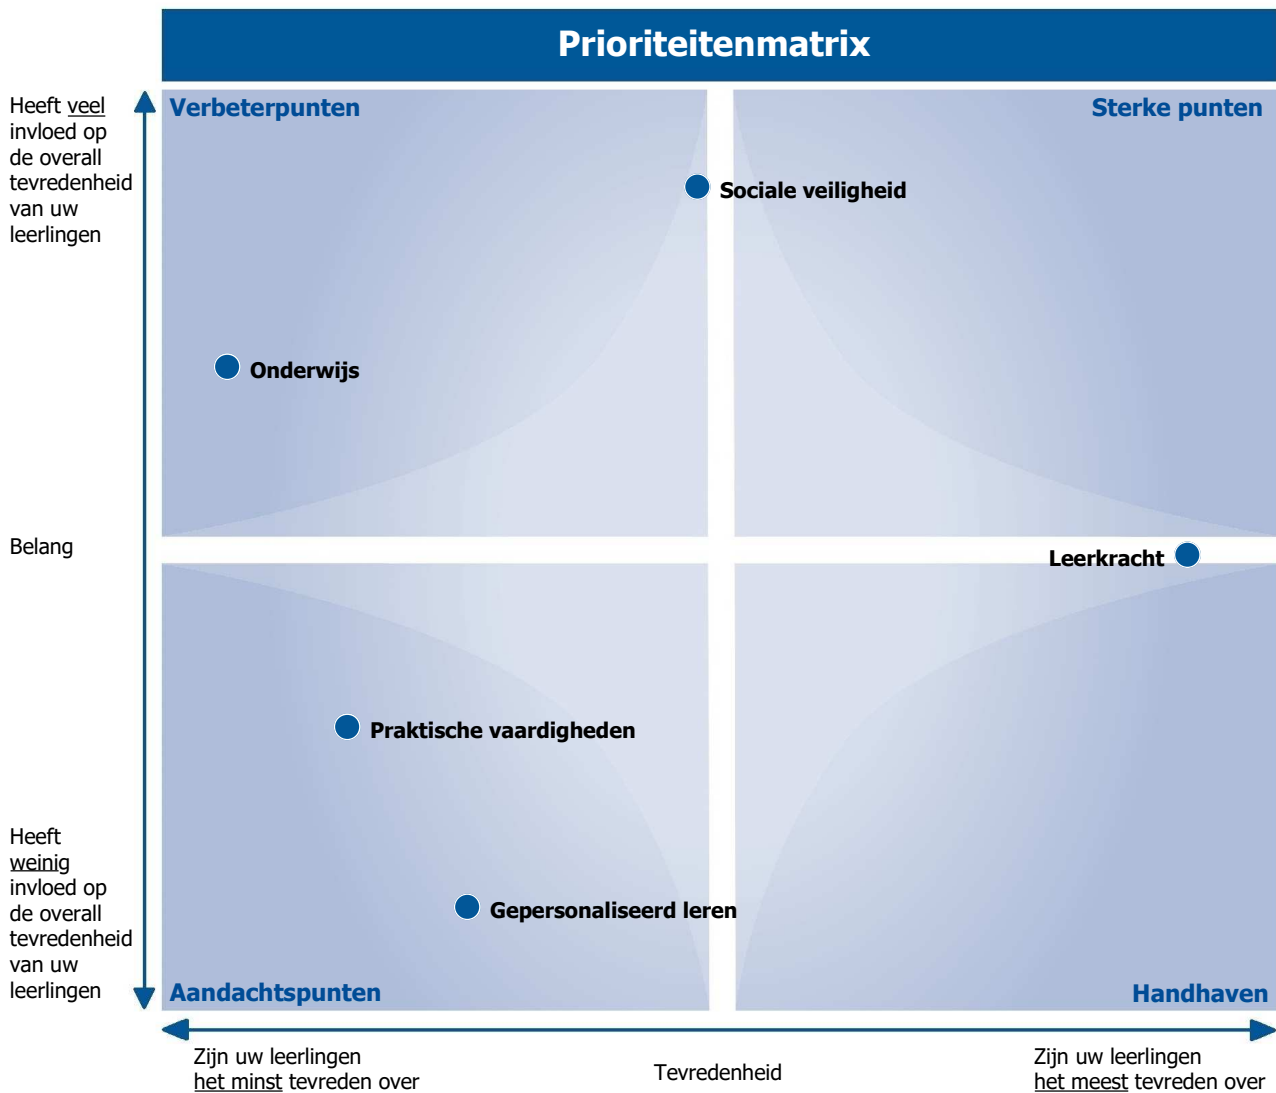 Prioriteitenmatrix
Heeft veel
invloed op
de overall
tevredenheid
van uw
leerlingen
Verbeterpunten
Sterke punten
Sociale veiligheid
Onderwijs
Belang
Leerkracht
Praktische vaardigheden
Heeft
weinig
invloed op
de overall
tevredenheid
van uw
leerlingen
Gepersonaliseerd leren
Aandachtspunten
Handhaven
Zijn uw leerlingen
het minst tevreden over
Tevredenheid
Zijn uw leerlingen
het meest tevreden over